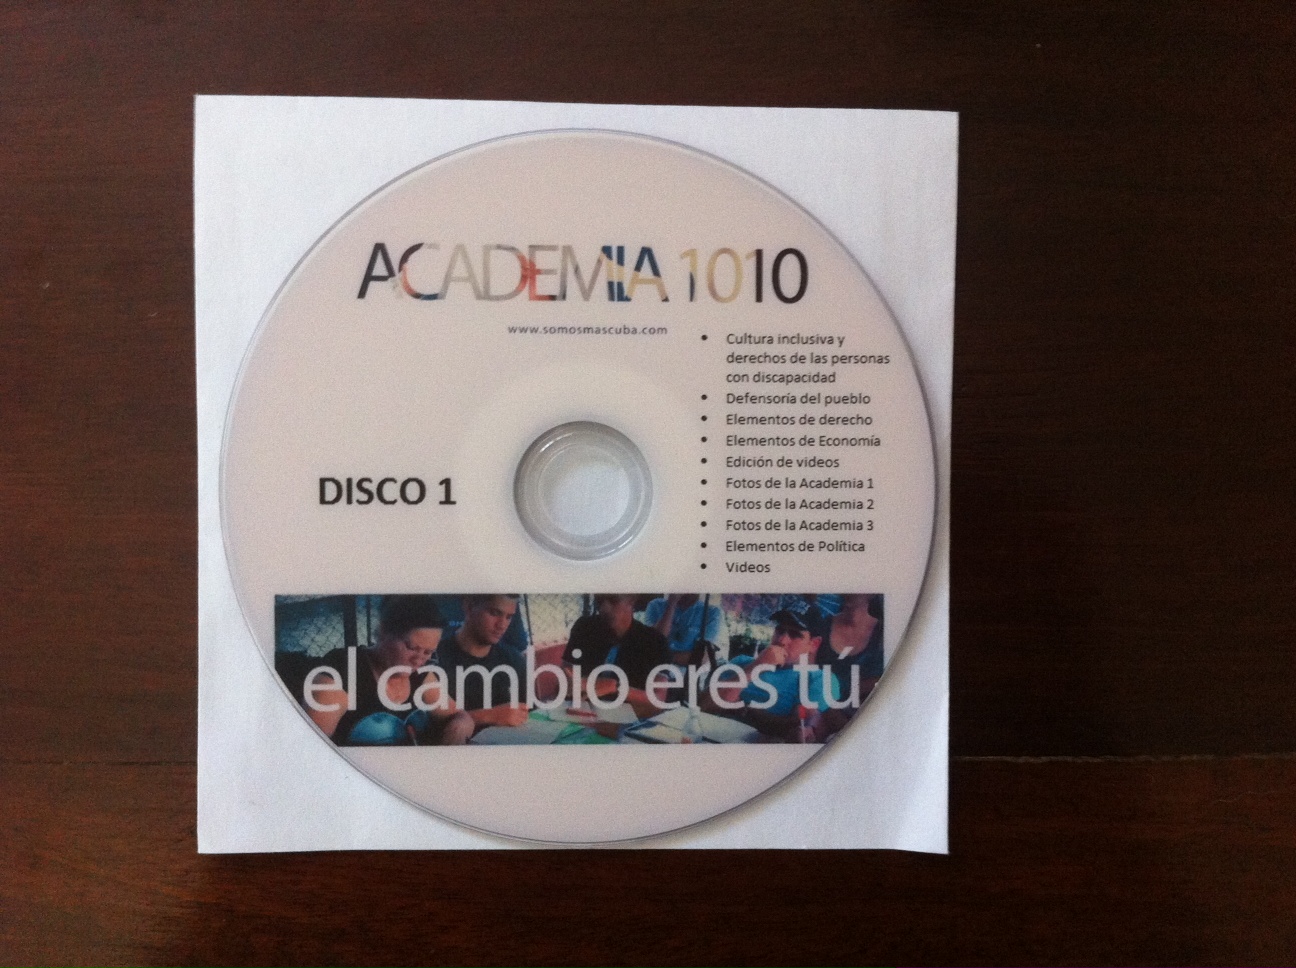 ACADEMIA 1010
www.somosmascuba.com
• Cultura inclusiva y
derechos de las personas
con discapacidad
• Defensoría del pueblo
• Elementos de derecho
• Elementos de Economía
• Edición de videos
• Fotos de la Academia 1
• Fotos de la Academia 2
• Fotos de la Academia 3
• Elementos de Política
• Videos
DISCO 1
el cambio eres tú